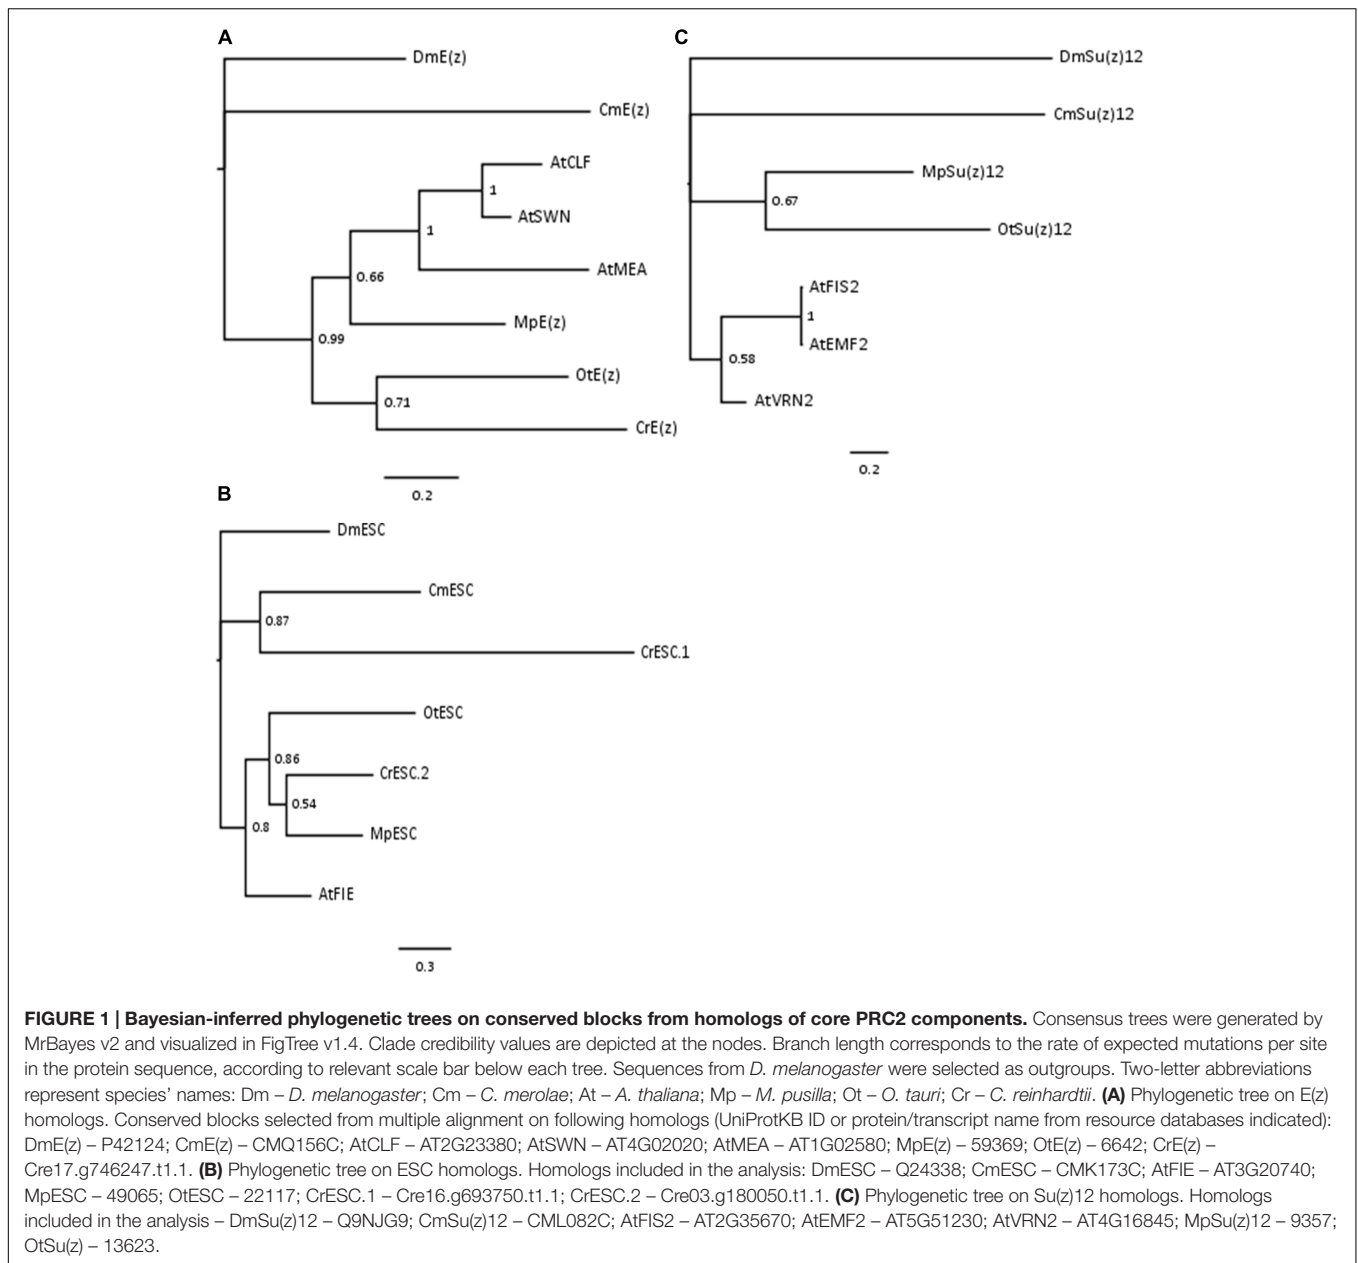 A
DmE(z)
CmE(z)
AtCLF
1
AtSWN
1
AtMEA
0.66
MpE(z)
0.99
OtE(z)
0.71
CrE(z)
0.2
C
DmSu(z)12
CmSu(z)12
MpSu(z)12
0.67
OtSu(z)12
AtFIS2
1
AtEMF2
0.58
AtVRN2
0.2
B
DmESC
CmESC
0.87
CrESC.1
OtESC
0.86
CrESC.2
0.54
MpESC
0.8
AtFIE
0.3
FIGURE 1 | Bayesian-inferred phylogenetic trees on conserved blocks from homologs of core PRC2 components. Consensus trees were generated by
MrBayes v2 and visualized in FigTree v1.4. Clade credibility values are depicted at the nodes. Branch length corresponds to the rate of expected mutations per site
in the protein sequence, according to relevant scale bar below each tree. Sequences from D. melanogaster were selected as outgroups. Two-letter abbreviations
represent species' names: Dm – D. melanogaster; Cm – C. merolae; At – A. thaliana; Mp – M. pusilla; Ot – O. tauri; Cr – C. reinhardtii. (A) Phylogenetic tree on E(z)
homologs. Conserved blocks selected from multiple alignment on following homologs (UniProtKB ID or protein/transcript name from resource databases indicated):
DmE(z) – P42124; CmE(z) – CMQ156C; AtCLF – AT2G23380; AtSWN – AT4G02020; AtMEA – AT1G02580; MpE(z) – 59369; OtE(z) – 6642; CrE(z) –
Cre17.g746247.t1.1. (B) Phylogenetic tree on ESC homologs. Homologs included in the analysis: DmESC – Q24338; CmESC – CMK173C; AtFIE – AT3G20740;
MpESC – 49065; OtESC – 22117; CrESC.1 – Cre16.g693750.t1.1; CrESC.2 – Cre03.g180050.t1.1. (C) Phylogenetic tree on Su(z)12 homologs. Homologs
included in the analysis – DmSu(z)12 – Q9NJG9; CmSu(z)12 – CML082C; AtFIS2 – AT2G35670; AtEMF2 – AT5G51230; AtVRN2 – AT4G16845; MpSu(z)12 – 9357;
OtSu(z) – 13623.